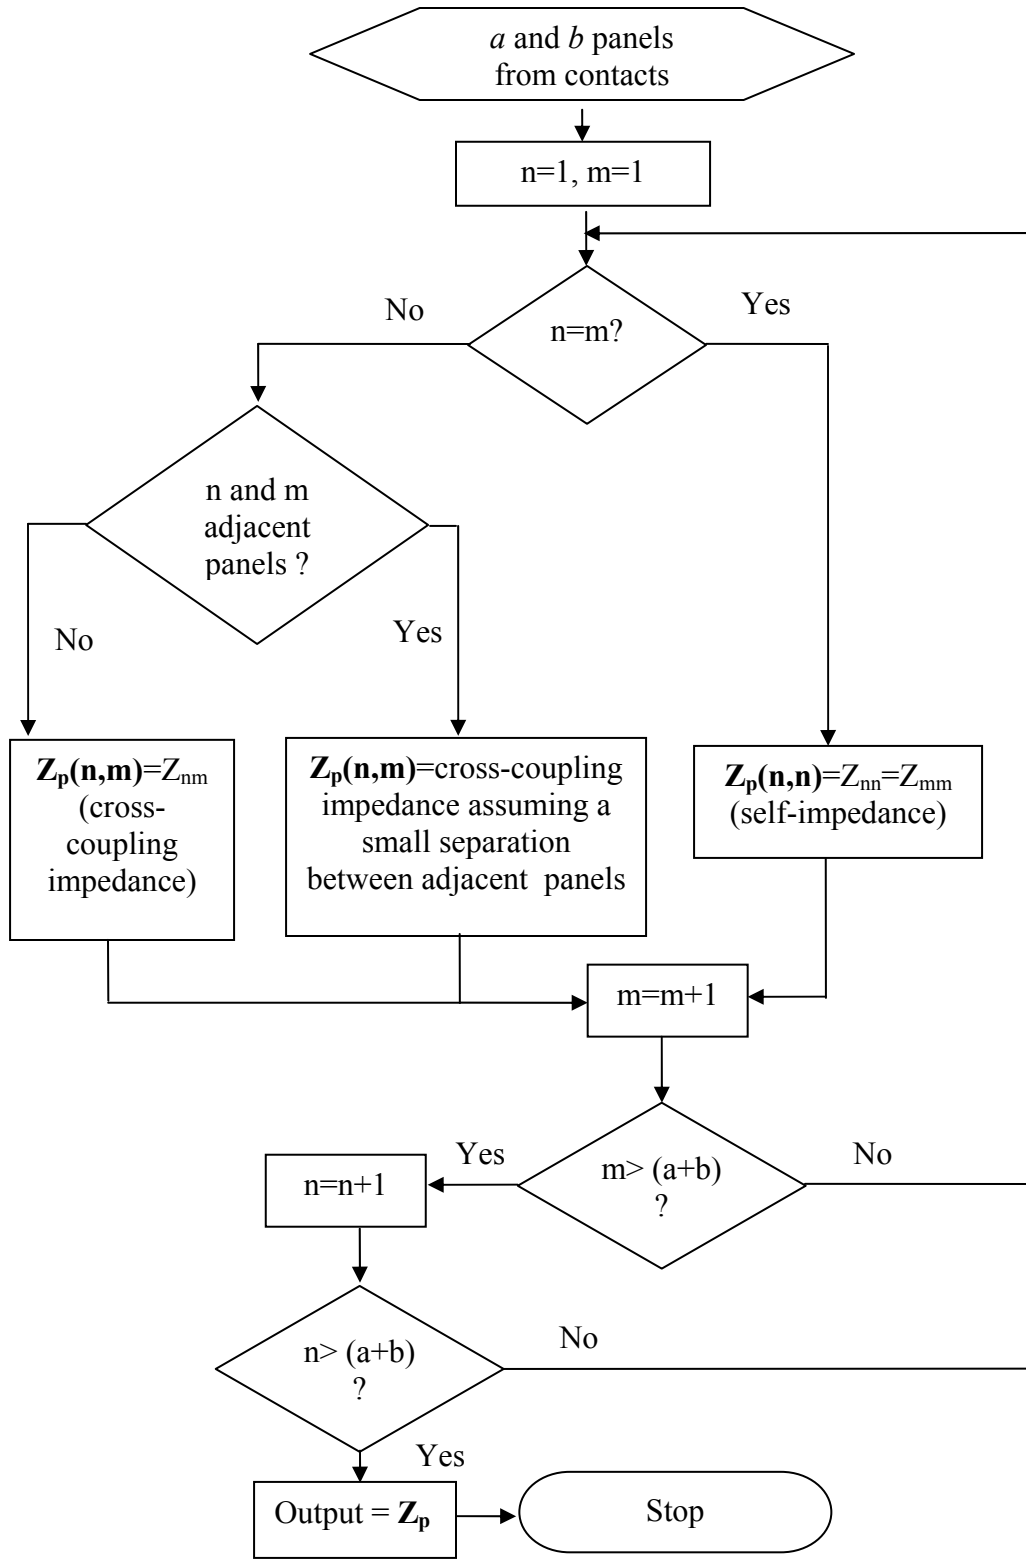 a and b panels
from contacts
n=1, m=1
No
Yes
n=m?
n and m
adjacent
panels ?
No
Yes
Zp(n,m)=Znm
(cross-
coupling
impedance)
Zp(n,m)=cross-coupling
impedance assuming a
small separation
between adjacent panels
Zp(n,n)=Znn=Zmm
(self-impedance)
m=m+1
Yes
m> (a+b)
?
No
n=n+1
n> (a+b)
?
No
Yes
Output = Zp
Stop